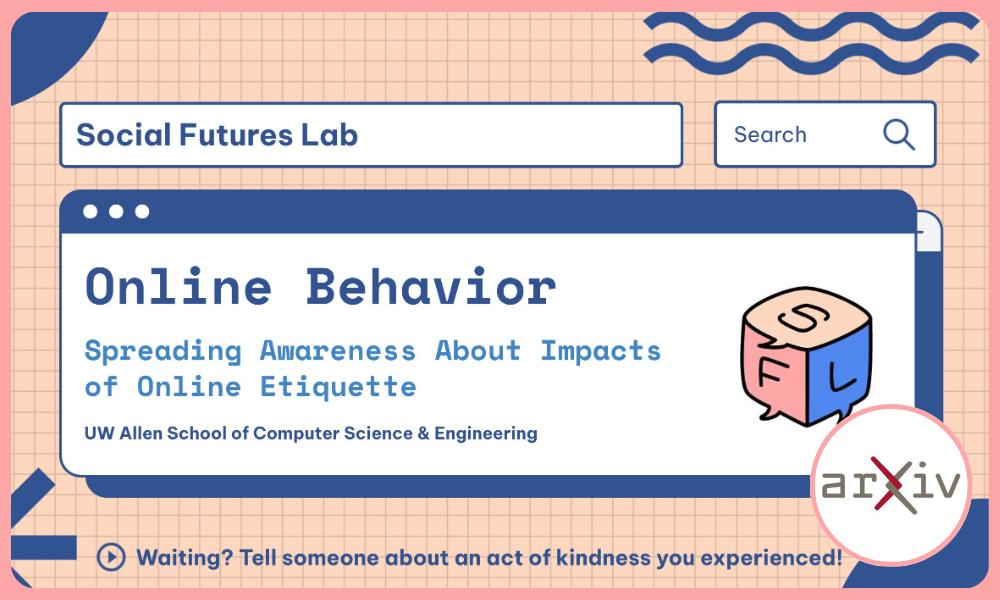 Social Futures Lab
Search
Online Behavior
Spreading Awareness About Impacts
of Online Etiquette
UW Allen School of Computer Science & Engineering
S
F L
arXiv
Waiting? Tell someone about an act of kindness you experienced!